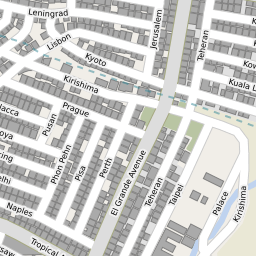 Leningrad
Lisbon
Jerusalem
Kyoto
Teheran
Kirishima
Kuala L
Prague
Pusan
Phon Pehn
Pisa
Perth
El Grande Avenue
Teheran
Taipei
Palace
Kirishima
Naples
Tropical A